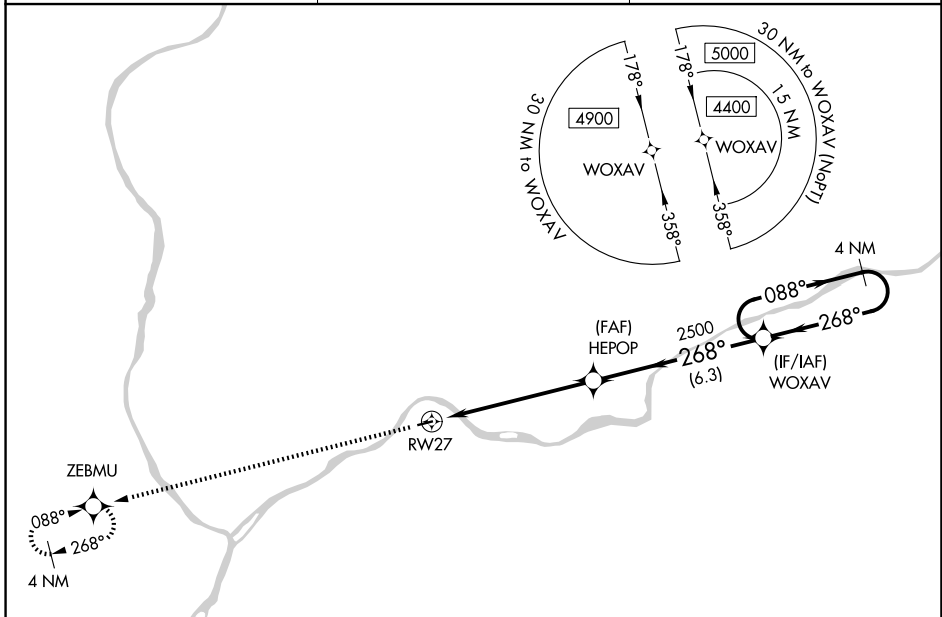 30 NM to WOXAV
178°
4900
WOXAV
358°
30 NM to WOXAV (NoPT)
178°
5000
15 NM
4400
WOXAV
358°
4 NM
088°
268°
(IF/IAF)
WOXAV
2500
268°
(6.3)
(FAF)
HEPOP
RW27
ZEBMU
088°
268°
4 NM